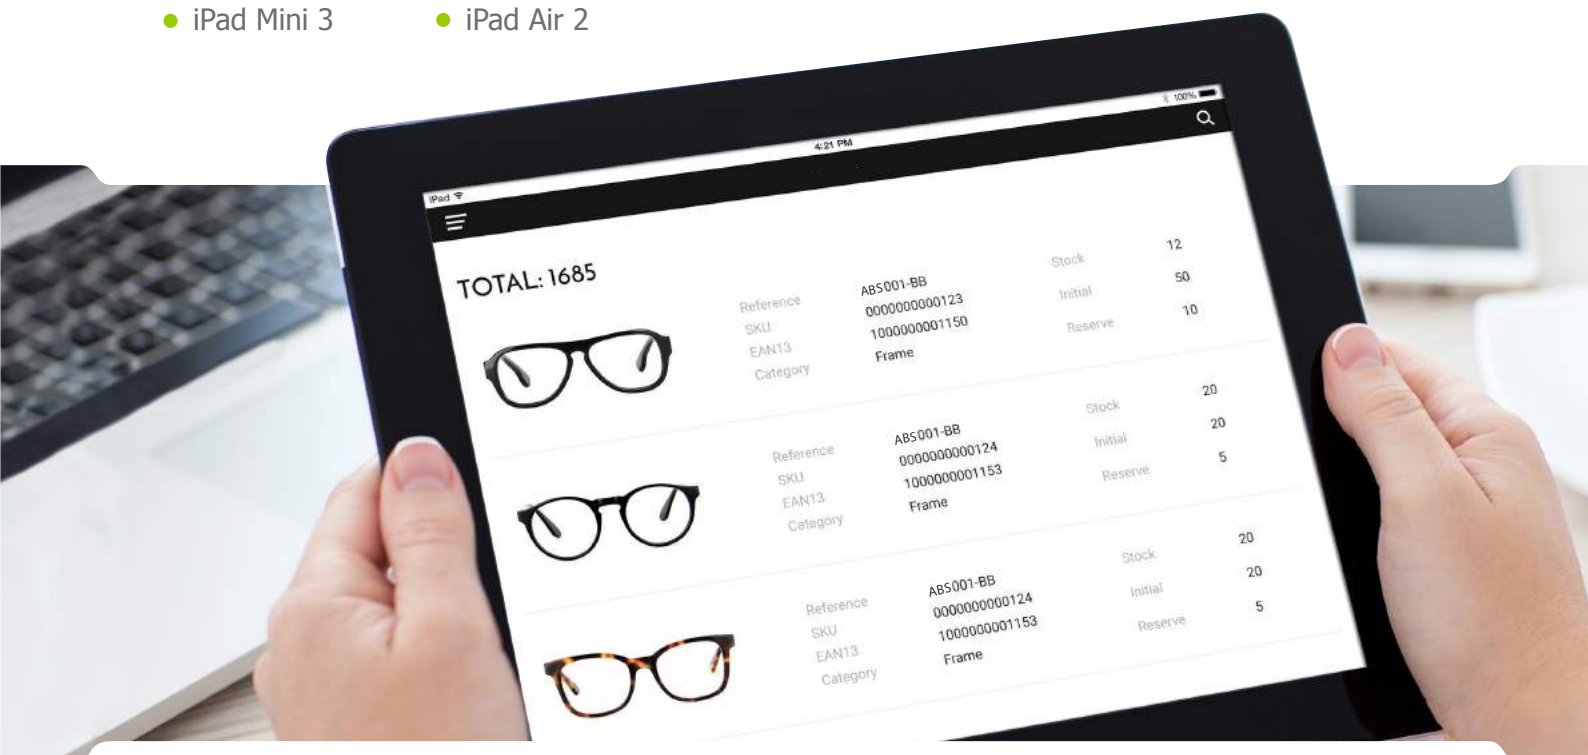 iPad Mini 3
iPad Air 2
iPad
4:21 PM
100%
TOTAL: 1685
Reference ABS001-BB Stock 12
SKU 0000000000123 Initial 50
EAN13 1000000001150 Reserve 10
Category Frame
Reference ABS001-BB Stock 20
SKU 0000000000124 Initial 20
EAN13 1000000001153 Reserve 5
Category Frame
Reference ABS001-BB Stock 20
SKU 0000000000124 Initial 20
EAN13 1000000001153 Reserve 5
Category Frame